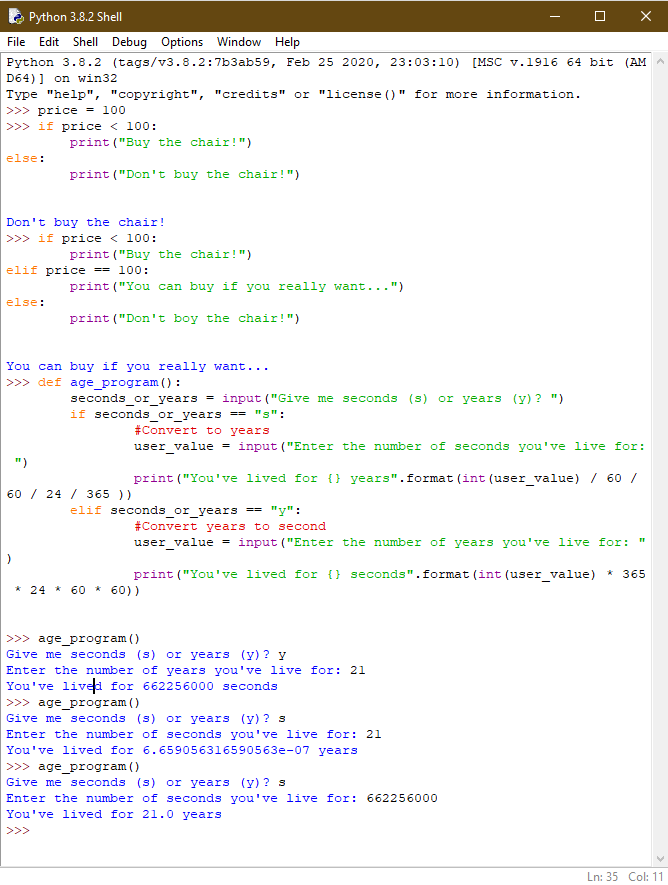 Python 3.8.2 Shell
File Edit Shell Debug Options Window Help
Python 3.8.2 (tags/v3.8.2:7b3ab59, Feb 25 2020, 23:03:10) [MSC v.1916 64 bit (AM
D64)] on win32
Type "help", "copyright", "credits" or "license()" for more information.
>>> price = 100
>>> if price < 100:
        print("Buy the chair!")
else:
        print("Don't buy the chair!")
Don't buy the chair!
>>> if price < 100:
        print("Buy the chair!")
elif price == 100:
        print("You can buy if you really want...")
else:
        print("Don't boy the chair!")
You can buy if you really want...
>>> def age_program():
        seconds_or_years = input("Give me seconds (s) or years (y)? ")
        if seconds_or_years == "s":
                #Convert to years
                user_value = input("Enter the number of seconds you've live for:
 ")
                print("You've lived for {} years".format(int(user_value) / 60 /
60 / 24 / 365 ))
        elif seconds_or_years == "y":
                #Convert years to second
                user_value = input("Enter the number of years you've live for: "
)
                print("You've lived for {} seconds".format(int(user_value) * 365
 * 24 * 60 * 60))
>>> age_program()
Give me seconds (s) or years (y)? y
Enter the number of years you've live for: 21
You've lived for 662256000 seconds
>>> age_program()
Give me seconds (s) or years (y)? s
Enter the number of seconds you've live for: 21
You've lived for 6.659056316590563e-07 years
>>> age_program()
Give me seconds (s) or years (y)? s
Enter the number of seconds you've live for: 662256000
You've lived for 21.0 years
>>>
Ln: 35 Col: 11